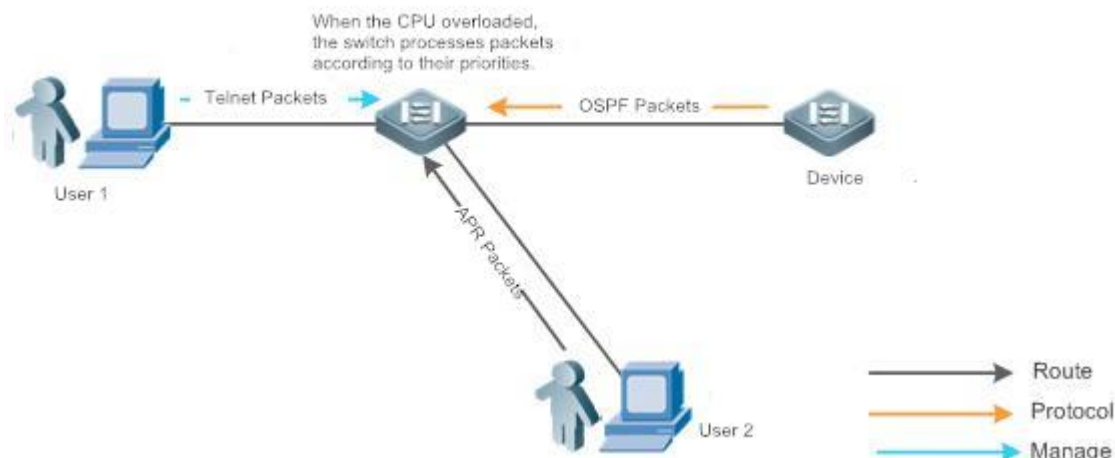 When the CPU overloaded,
the switch processes packets
according to their priorities.
Telnet Packets
OSPF Packets
User 1
Device
APR Packets
User 2
Route
Protocol
Manage